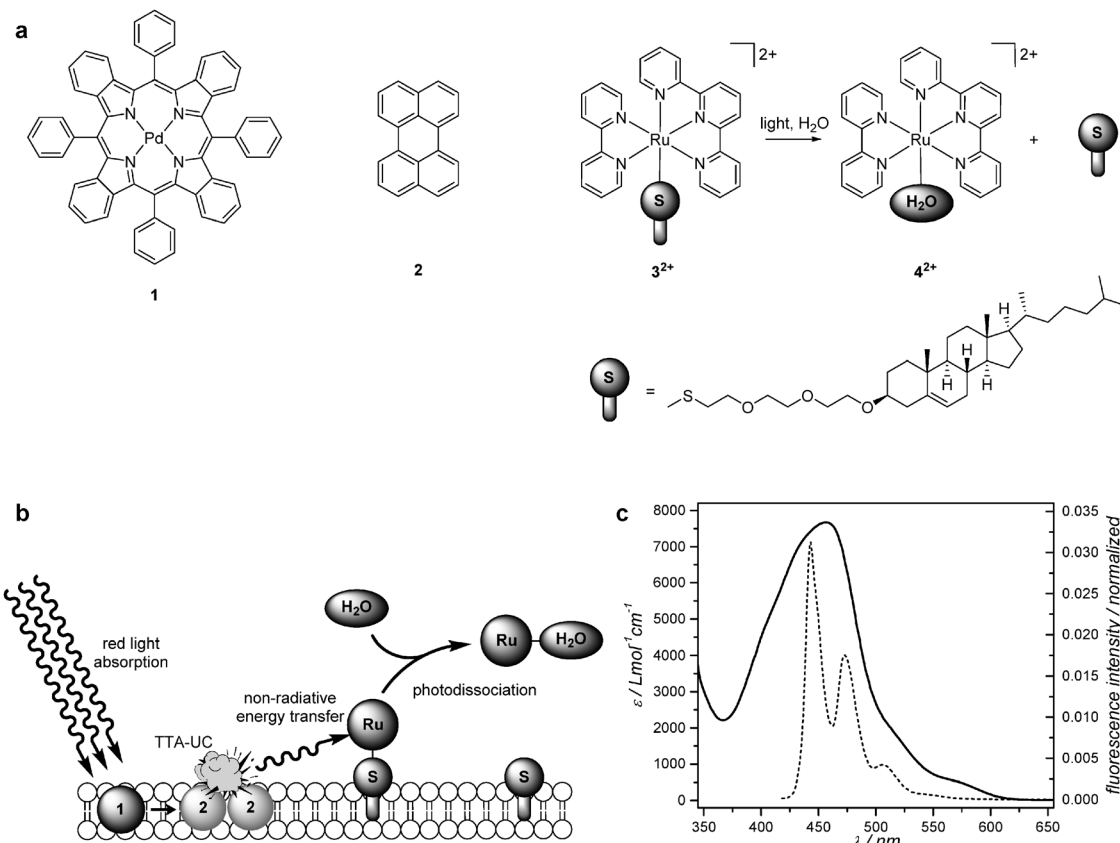 a
N
N
Pd
N
N
1
2
2+
N
N
N
Ru
N
N
S
3²⁺
light, H₂O
2+
N
N
N
Ru
N
N
H₂O
4²⁺
+
S
S
=
S
O
O
O
H
H
H
H
b
red light
absorption
TTA-UC
non-radiative
energy transfer
H₂O
Ru
H₂O
photodissociation
Ru
S
S
1
2
2
c
8000
7000
6000
5000
4000
3000
2000
1000
0
ε / Lmol⁻¹cm⁻¹
0.035
0.030
0.025
0.020
0.015
0.010
0.005
0.000
fluorescence intensity / normalized
350
400
450
500
550
600
650
λ / nm